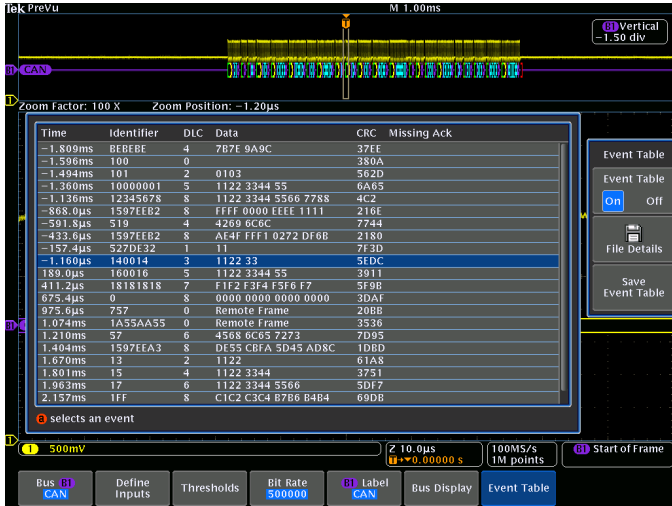 Tek PreVu M 1.00ms
T
B1 Vertical
−1.50 div
B1 CAN
1
Zoom Factor: 100 X Zoom Position: −1.20µs
Time Identifier DLC Data CRC Missing Ack
−1.809ms BEBEBE 4 7B7E 9A9C 37EE
−1.596ms 100 0 380A
−1.494ms 101 2 0103 562D
−1.360ms 10000001 5 1122 3344 55 6A65
−1.136ms 12345678 8 1122 3344 5566 7788 4C2
−868.0µs 1597EEB2 8 FFFF 0000 EEEE 1111 216E
−591.8µs 519 4 4269 6C6C 7744
−433.6µs 1597EEB2 8 AE4F FFF1 0272 DF6B 2180
−157.4µs 527DE32 1 11 7F3D
−1.160µs 140014 3 1122 33 5EDC
189.0µs 160016 5 1122 3344 55 3911
411.2µs 18181818 7 F1F2 F3F4 F5F6 F7 5F9B
675.4µs 0 8 0000 0000 0000 0000 3DAF
975.6µs 757 0 Remote Frame 20BB
1.074ms 1A55AA55 0 Remote Frame 3536
1.210ms 57 6 4568 6C65 7273 7D95
1.404ms 1597EEA3 8 DE55 CBFA 5D45 AD8C 1DBD
1.670ms 13 2 1122 61A8
1.801ms 15 4 1122 3344 3751
1.963ms 17 6 1122 3344 5566 5DF7
2.157ms 1FF 8 C1C2 C3C4 B7B6 B4B4 69DB
a selects an event
Event Table
Event Table
On Off
File Details
Save
Event Table
B1
1
1 500mV
Z 10.0µs
T→▼0.00000 s
100MS/s
1M points
B1 Start of Frame
Bus B1
CAN
Define
Inputs
Thresholds
Bit Rate
500000
B1 Label
CAN
Bus Display
Event Table